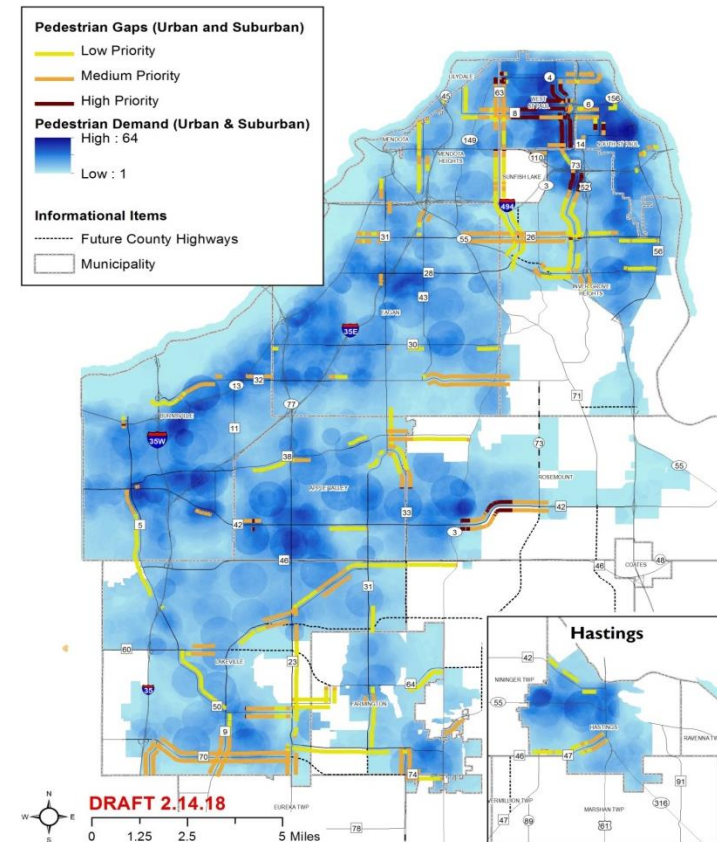 Pedestrian Gaps (Urban and Suburban)
Low Priority
Medium Priority
High Priority
Pedestrian Demand (Urban & Suburban)
High : 64
Low : 1
Informational Items
Future County Highways
Municipality
LILYDALE
4
45
63
WEST ST PAUL
8
6
156
MENDOTA
149
MENDOTA HEIGHTS
14
SOUTH ST PAUL
110
73
SUNFISH LAKE
3
52
494
31
55
26
56
28
INVER GROVE HEIGHTS
43
EAGAN
35E
30
13
32
77
71
BURNSVILLE
11
35W
38
73
55
APPLE VALLEY
ROSEMOUNT
33
42
42
5
3
46
46
48
COATES
31
60
23
LAKEVILLE
64
35
50
FARMINGTON
9
70
74
EUREKA TWP
78
Hastings
42
NININGER TWP
55
HASTINGS
RAVENNA TWP
46
47
91
VERMILLION TWP
MARSHAN TWP
316
47
89
61
DRAFT 2.14.18
N
W
E
S
0
1.25
2.5
5 Miles